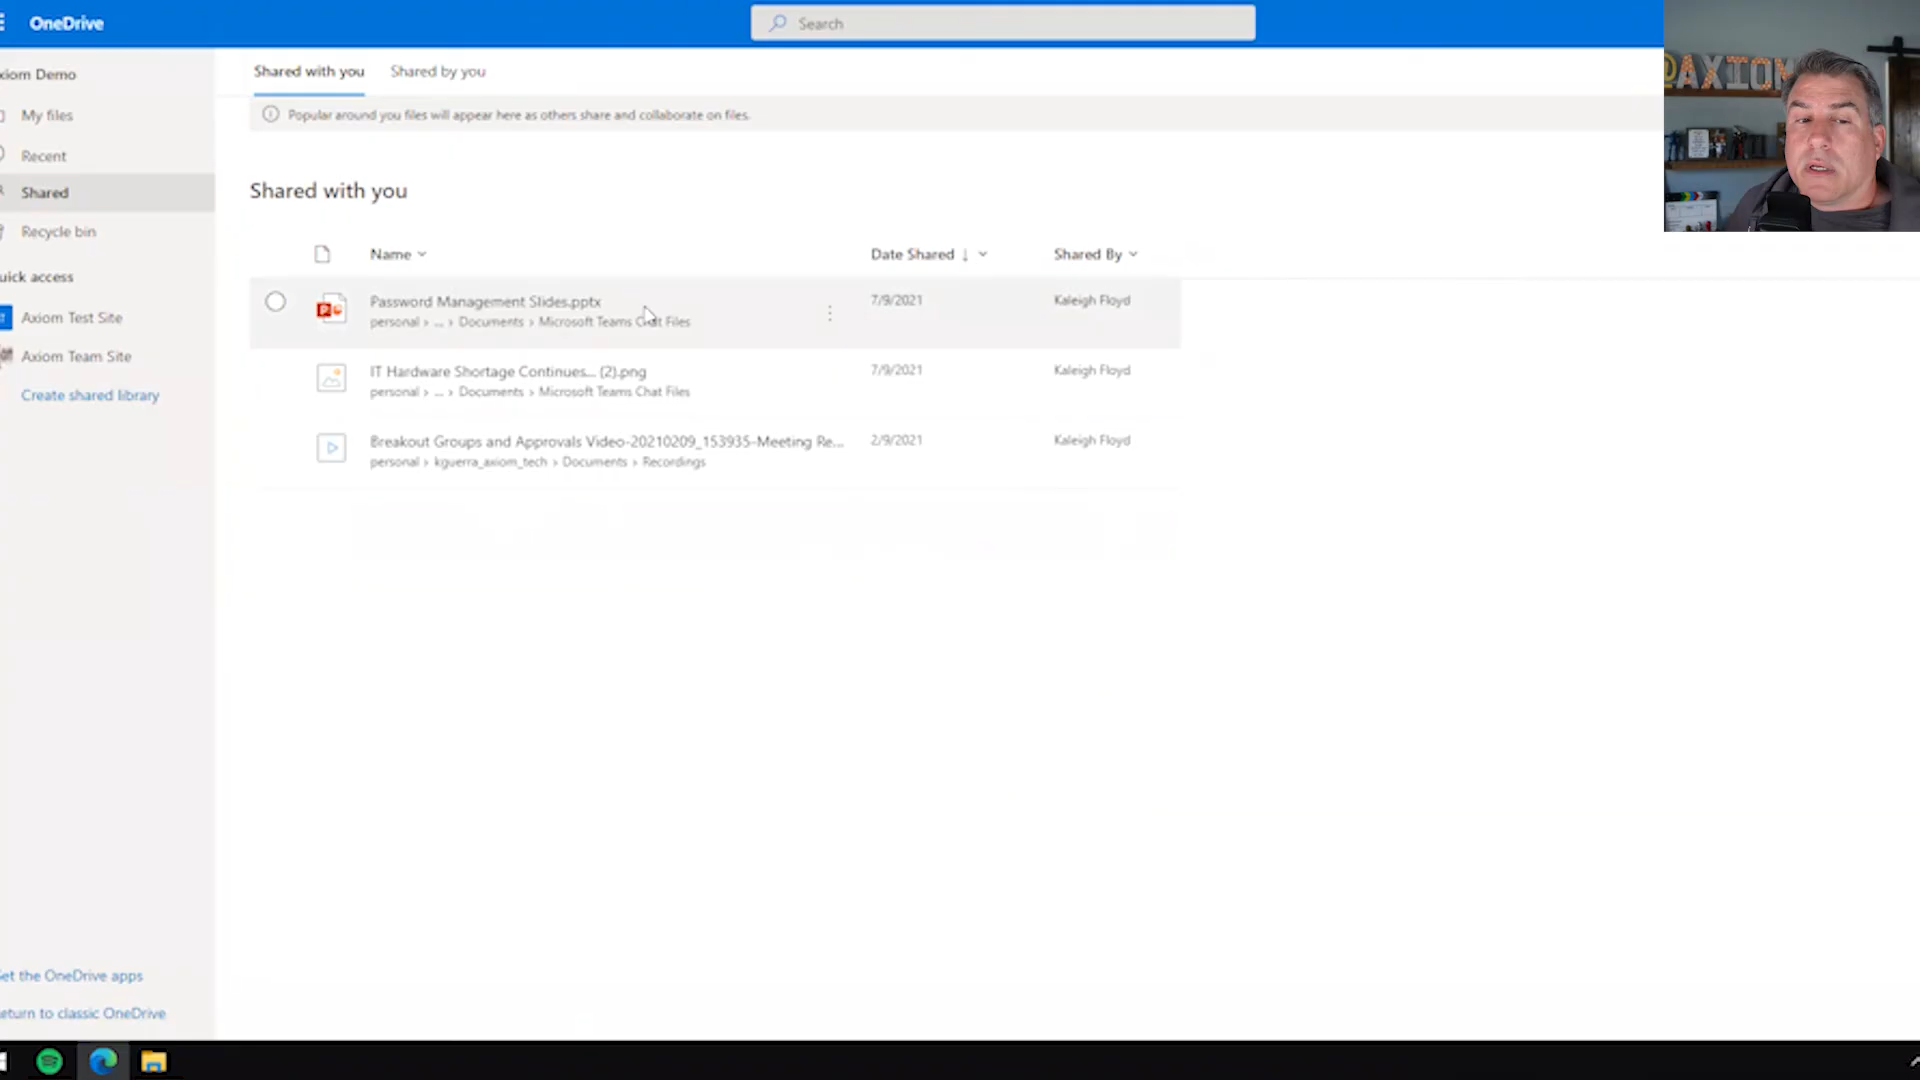 OneDrive
Search
xiom Demo
My files
Recent
Shared
Recycle bin
uick access
Axiom Test Site
Axiom Team Site
Create shared library
et the OneDrive apps
eturn to classic OneDrive
Shared with you Shared by you
Popular around you files will appear here as others share and collaborate on files.
Shared with you
Name Date Shared Shared By
Password Management Slides.pptx 7/9/2021 Kaleigh Floyd
personal > ... > Documents > Microsoft Teams Chat Files
IT Hardware Shortage Continues... (2).png 7/9/2021 Kaleigh Floyd
personal > ... > Documents > Microsoft Teams Chat Files
Breakout Groups and Approvals Video-20210209_153935-Meeting Re... 2/9/2021 Kaleigh Floyd
personal > kguerra_axiom_tech > Documents > Recordings
@AXIOM